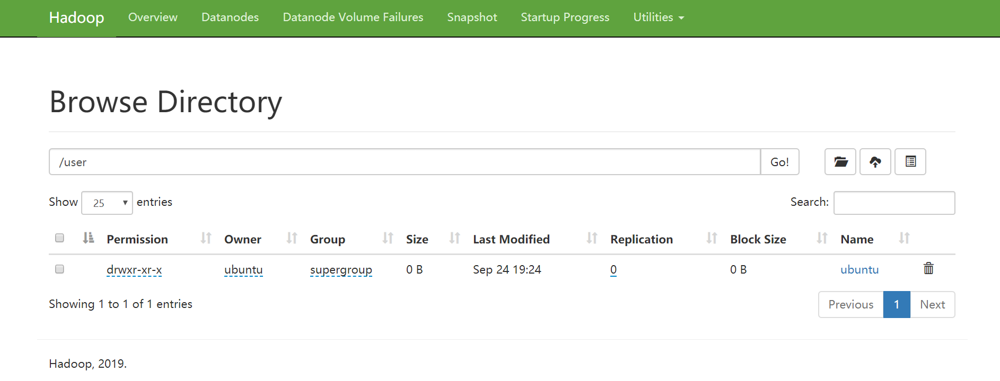 Hadoop Overview Datanodes Datanode Volume Failures Snapshot Startup Progress Utilities
Browse Directory
/user Go!
Show 25 entries Search:
Permission Owner Group Size Last Modified Replication Block Size Name
drwxr-xr-x ubuntu supergroup 0 B Sep 24 19:24 0 0 B ubuntu
Showing 1 to 1 of 1 entries Previous 1 Next
Hadoop, 2019.